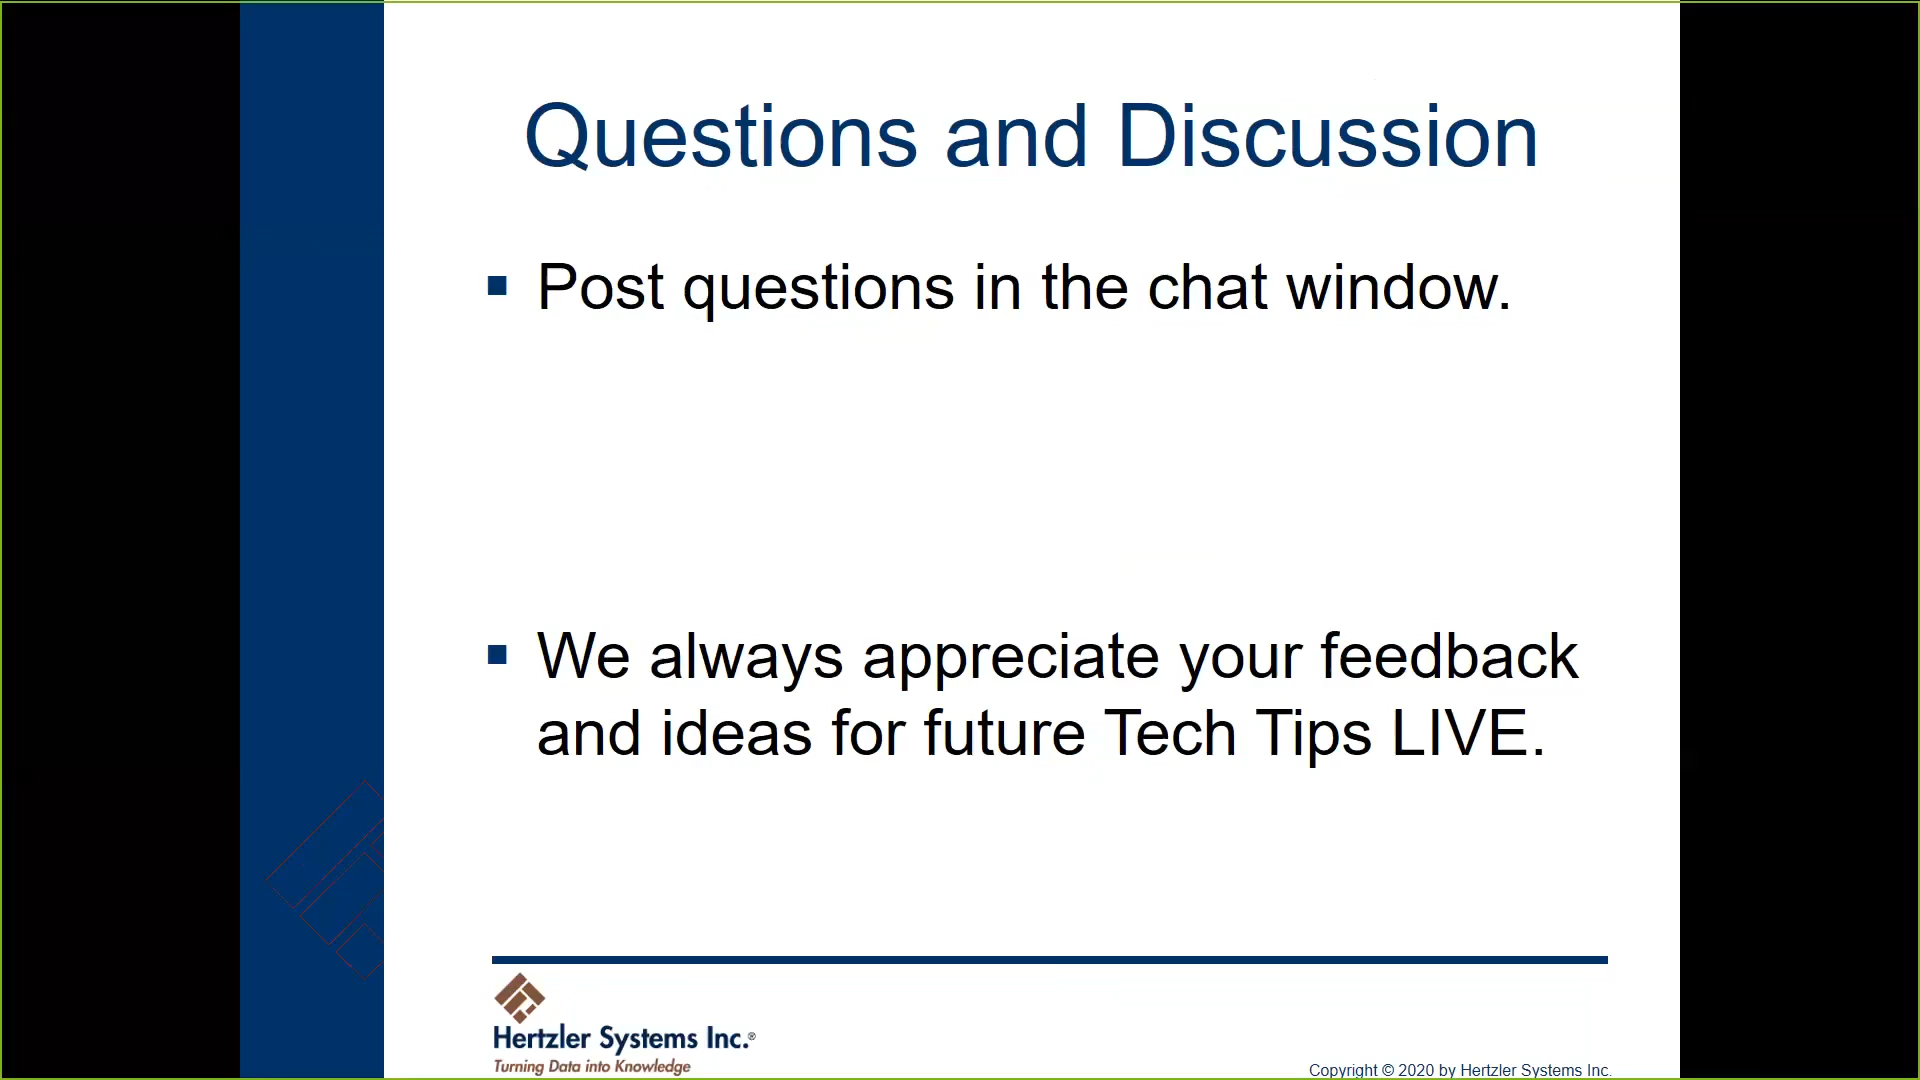 Questions and Discussion
▪ Post questions in the chat window.
▪ We always appreciate your feedback
and ideas for future Tech Tips LIVE.
Hertzler Systems Inc.®
Turning Data into Knowledge
Copyright © 2020 by Hertzler Systems Inc.